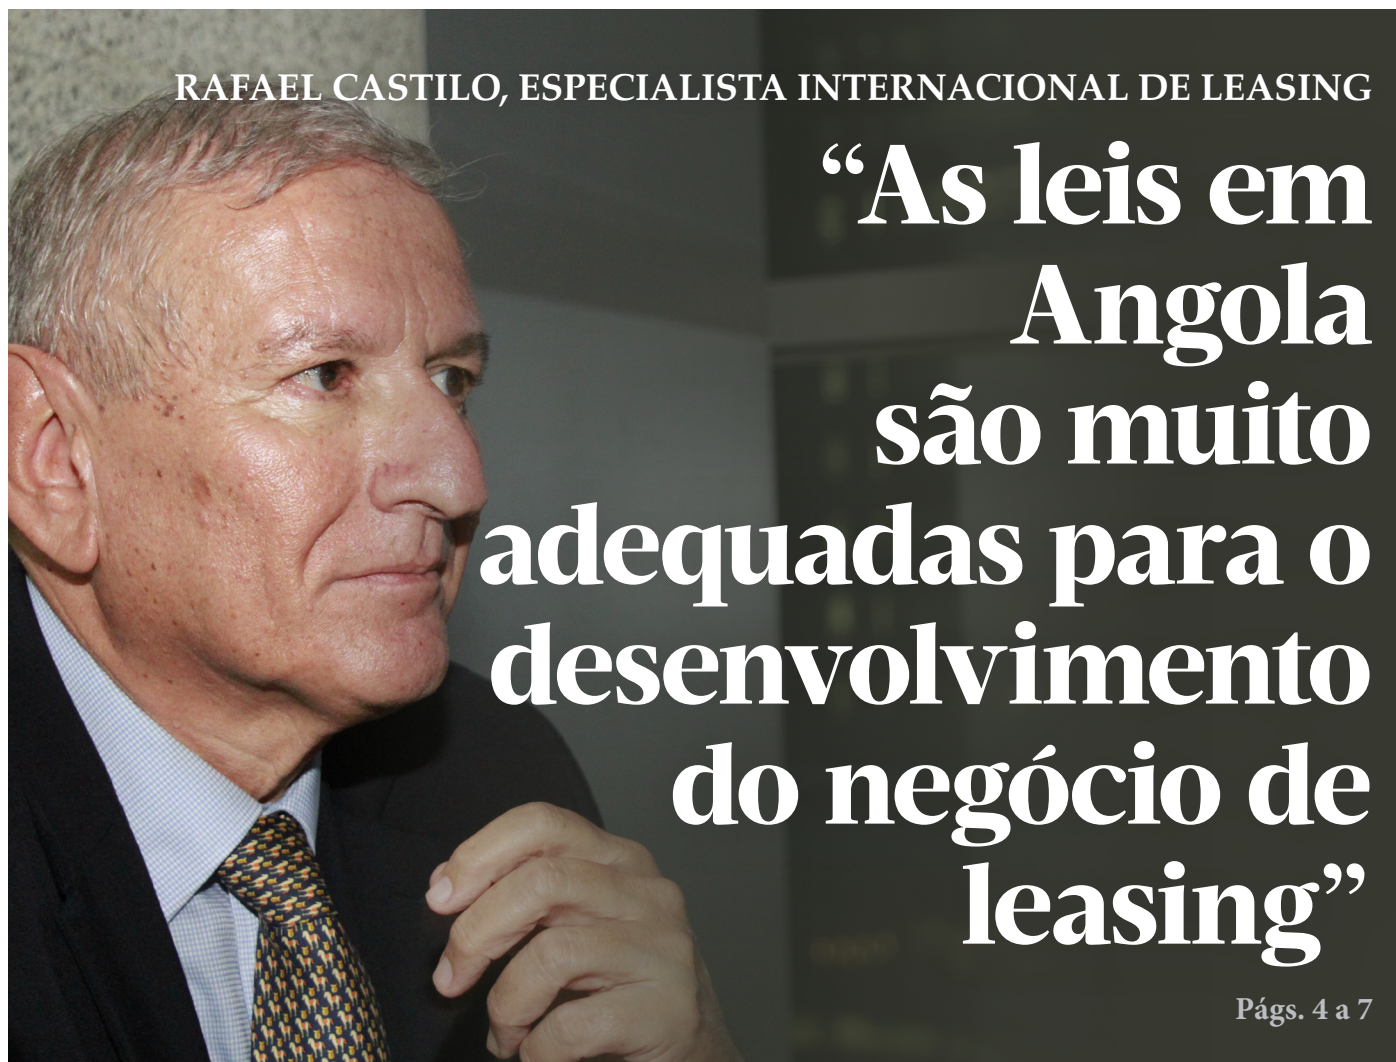 RAFAEL CASTILO, ESPECIALISTA INTERNACIONAL DE LEASING
“As leis em
Angola
são muito
adequadas para o
desenvolvimento
do negócio de
leasing”
Págs. 4 a 7